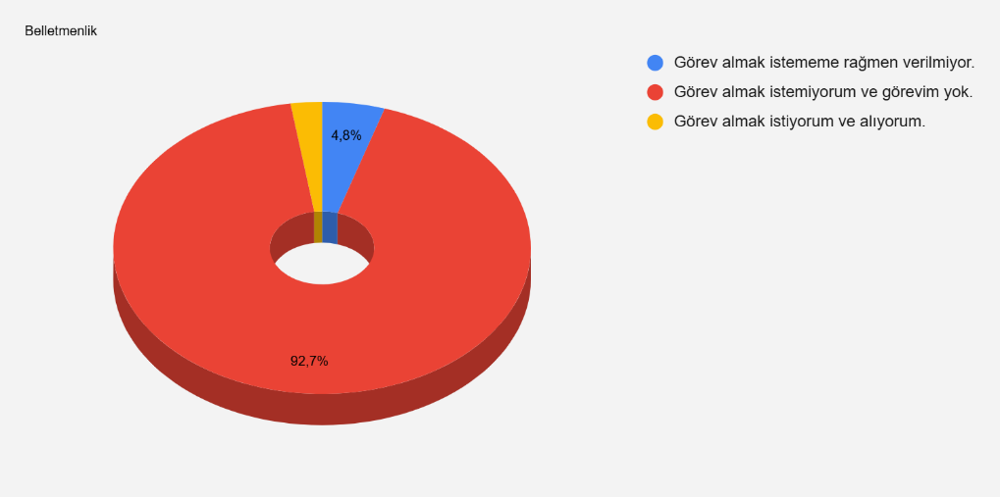 Belletmenlik
Görev almak istememe rağmen verilmiyor.
Görev almak istemiyorum ve görevim yok.
Görev almak istiyorum ve alıyorum.
4,8%
92,7%